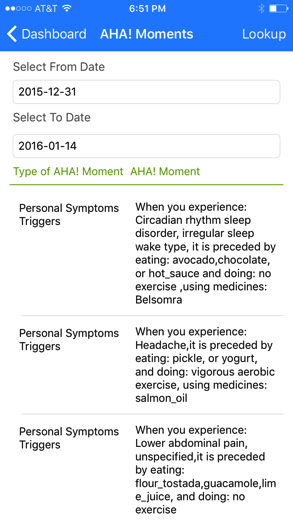 AT&T 6:51 PM
Dashboard AHA! Moments Lookup
Select From Date
2015-12-31
Select To Date
2016-01-14
Type of AHA! Moment AHA! Moment
Personal Symptoms
Triggers
When you experience:
Circadian rhythm sleep
disorder, irregular sleep
wake type, it is preceded by
eating: avocado,chocolate,
or hot_sauce and doing: no
exercise ,using medicines:
Belsomra
Personal Symptoms
Triggers
When you experience:
Headache,it is preceded by
eating: pickle, or yogurt,
and doing: vigorous aerobic
exercise, using medicines:
salmon_oil
Personal Symptoms
Triggers
When you experience:
Lower abdominal pain,
unspecified,it is preceded
by eating:
flour_tostada,guacamole,lim
e_juice, and doing: no
exercise